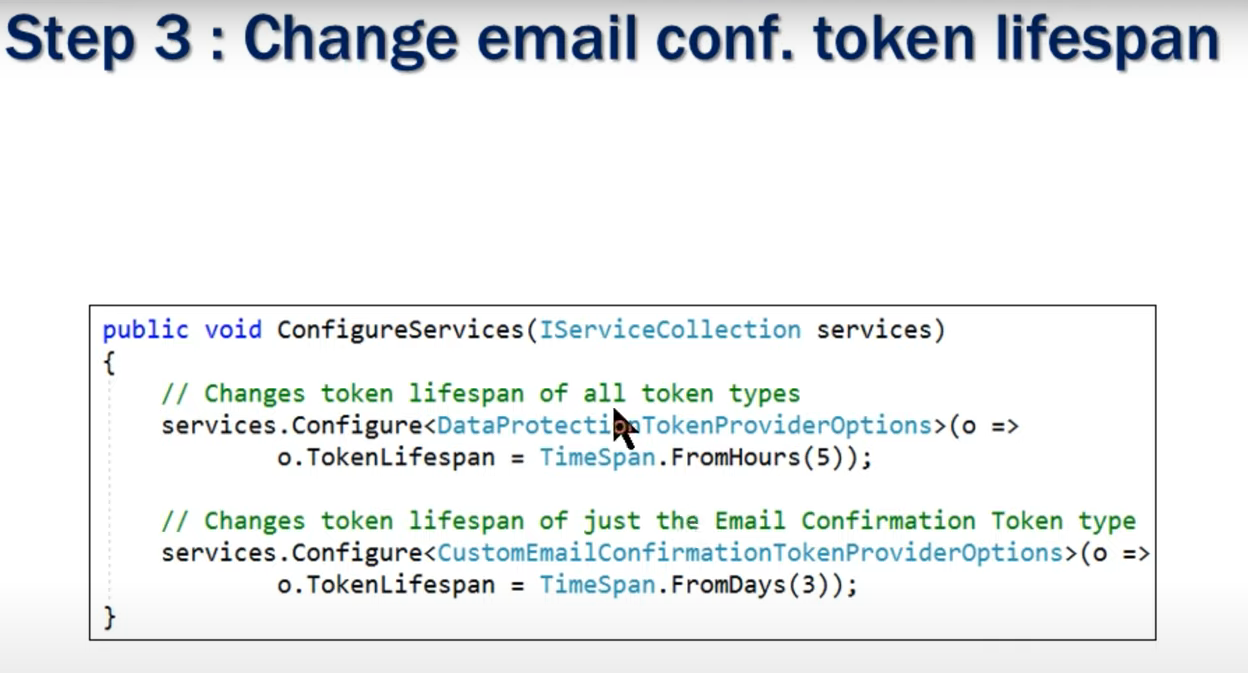 Step 3 : Change email conf. token lifespan
public void ConfigureServices(IServiceCollection services)
{
// Changes token lifespan of all token types
services.Configure<DataProtectionTokenProviderOptions>(o =>
o.TokenLifespan = TimeSpan.FromHours(5));
// Changes token lifespan of just the Email Confirmation Token type
services.Configure<CustomEmailConfirmationTokenProviderOptions>(o =>
o.TokenLifespan = TimeSpan.FromDays(3));
}